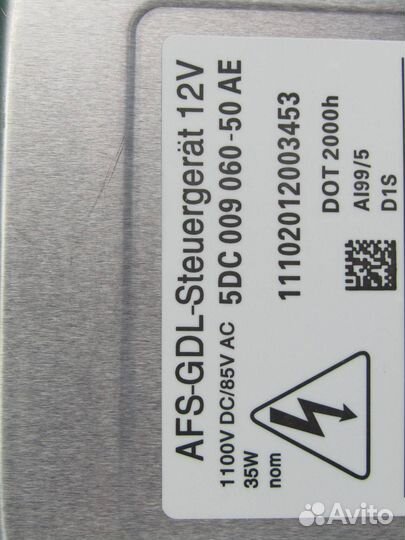 AFS-GDL-Steuergerät 12V
1100V DC/85V AC
5DC 009 060-50 AE
35W
nom
11102012003453
DOT 2000h
AI99/5
D1S
Avito